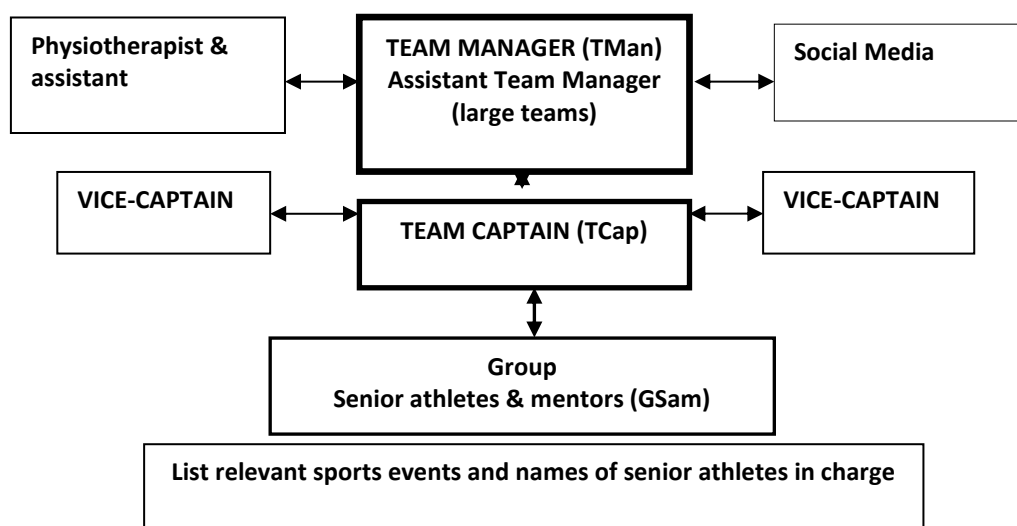 Physiotherapist &
assistant
TEAM MANAGER (TMan)
Assistant Team Manager
(large teams)
Social Media
VICE-CAPTAIN
TEAM CAPTAIN (TCap)
VICE-CAPTAIN
Group
Senior athletes & mentors (GSam)
List relevant sports events and names of senior athletes in charge